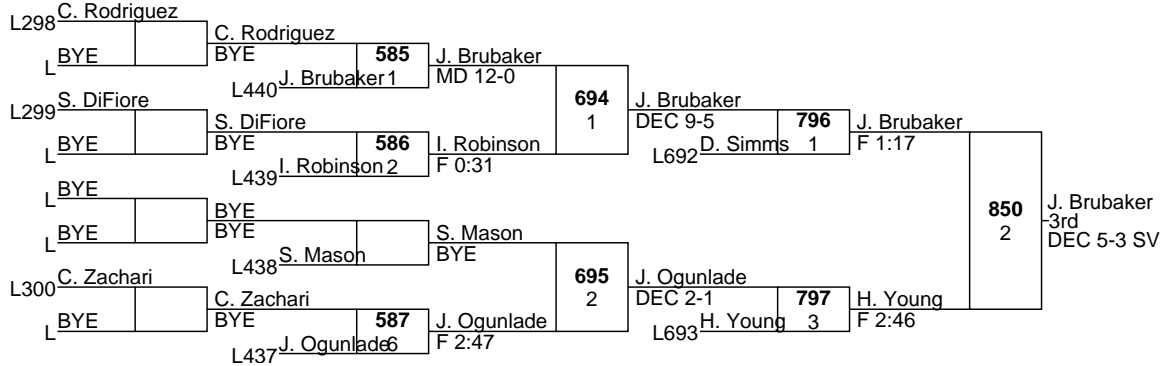 C. Rodriguez
L298
C. Rodriguez
BYE
BYE
L
585
J. Brubaker
MD 12-0
J. Brubaker 1
L440
694
1
S. DiFiore
L299
J. Brubaker
DEC 9-5
796
J. Brubaker
F 1:17
S. DiFiore
BYE
BYE
L
586
I. Robinson
F 0:31
D. Simms 1
L692
I. Robinson 2
L439
BYE
L
BYE
BYE
850
2
J. Brubaker
3rd
DEC 5-3 SV
BYE
L
S. Mason
BYE
S. Mason
L438
695
2
C. Zachari
L300
J. Ogunlade
DEC 2-1
797
H. Young
F 2:46
C. Zachari
BYE
BYE
L
587
J. Ogunlade
F 2:47
H. Young 3
L693
J. Ogunlade 6
L437